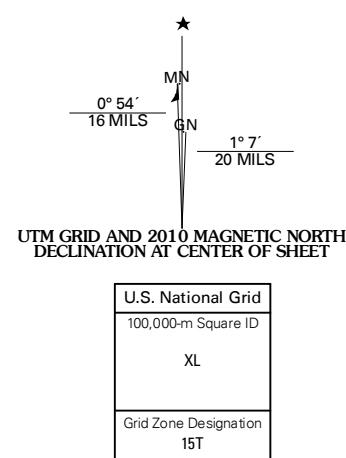 MN
0° 54´
16 MILS
GN
1° 7´
20 MILS
UTM GRID AND 2010 MAGNETIC NORTH
DECLINATION AT CENTER OF SHEET
U.S. National Grid
100,000-m Square ID
XL
Grid Zone Designation
15T